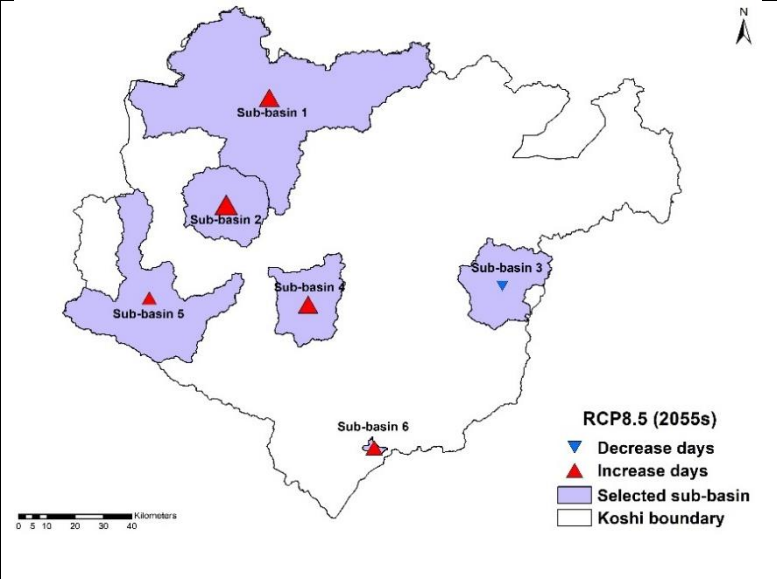 N
Sub-basin 1
Sub-basin 2
Sub-basin 3
Sub-basin 4
Sub-basin 5
Sub-basin 6
RCP8.5 (2055s)
Decrease days
Increase days
Selected sub-basin
Koshi boundary
Kilometers
0 5 10 20 30 40